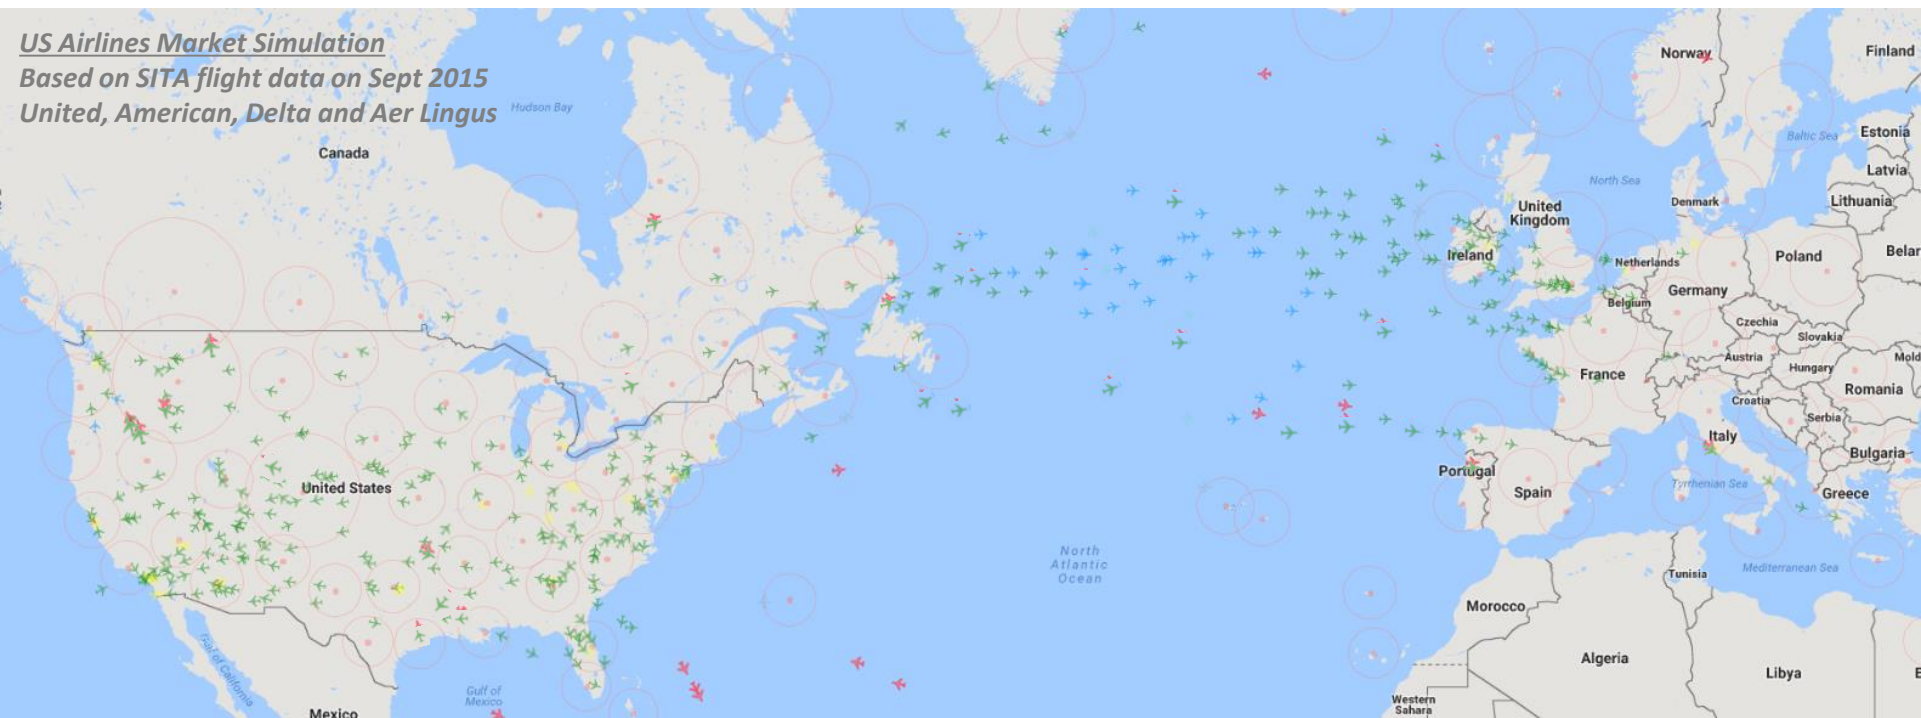 US Airlines Market Simulation
Based on SITA flight data on Sept 2015
United, American, Delta and Aer Lingus
Hudson Bay
Canada
Norway
Finland
Baltic Sea
Estonia
Latvia
North Sea
Denmark
Lithuania
United
Kingdom
Ireland
Netherlands
Poland
Belar
Belgium
Germany
Czechia
Slovakia
Austria
Mold
France
Hungary
Romania
Croatia
Serbia
Italy
Bulgaria
Portugal
Spain
Tyrrhenian Sea
Greece
United States
North
Atlantic
Ocean
Tunisia
Mediterranean Sea
Morocco
Gulf of California
Algeria
Libya
E
Gulf of
Mexico
Western
Sahara
Mexico